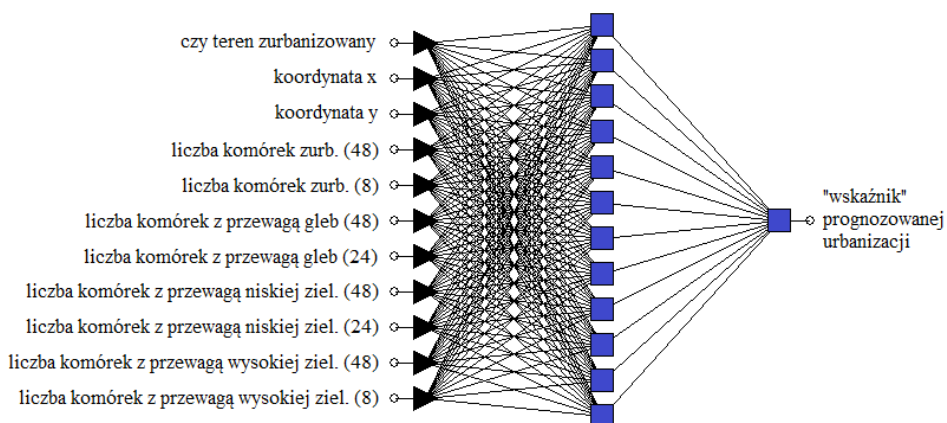 czy teren zurbanizowany
koordynata x
koordynata y
liczba komórek zurb. (48)
liczba komórek zurb. (8)
liczba komórek z przewagą gleb (48)
liczba komórek z przewagą gleb (24)
liczba komórek z przewagą niskiej ziel. (48)
liczba komórek z przewagą niskiej ziel. (24)
liczba komórek z przewagą wysokiej ziel. (48)
liczba komórek z przewagą wysokiej ziel. (8)
"wskaźnik"
prognozowanej
urbanizacji